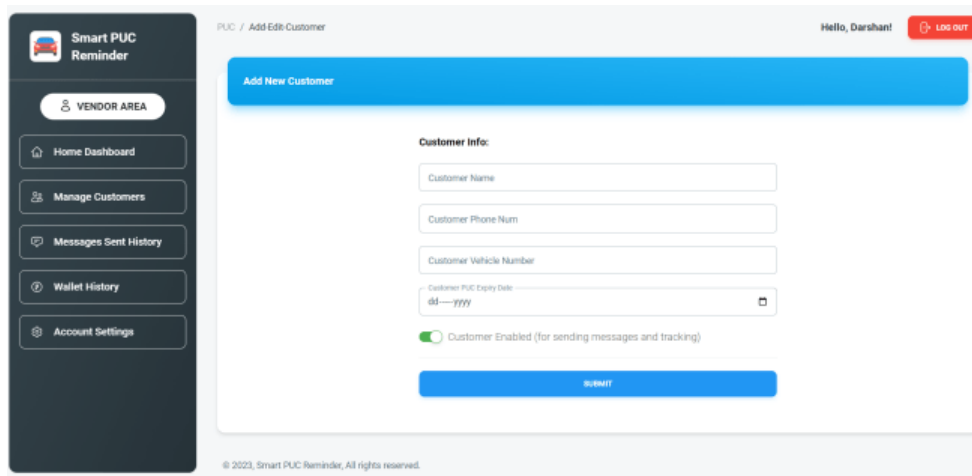 Smart PUC
Reminder
VENDOR AREA
Home Dashboard
Manage Customers
Messages Sent History
Wallet History
Account Settings
PUC / Add-Edit-Customer
Hello, Darshan!
LOG OUT
Add New Customer
Customer Info:
Customer Name
Customer Phone Num
Customer Vehicle Number
Customer PUC Expiry Date
dd-----yyyy
Customer Enabled (for sending messages and tracking)
SUBMIT
© 2023, Smart PUC Reminder, All rights reserved.